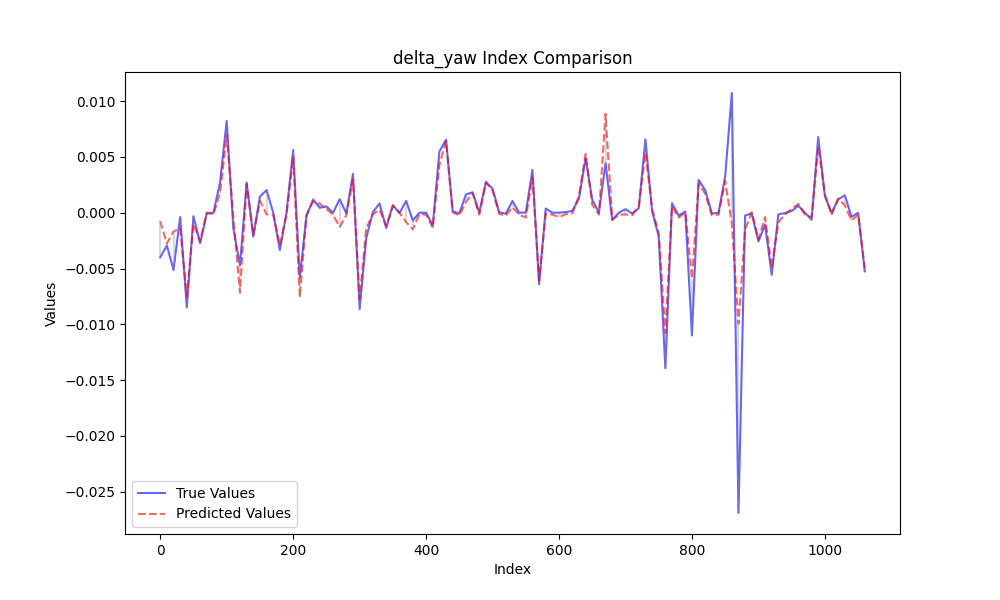 delta_yaw Index Comparison
Values
0.010
0.005
0.000
−0.005
−0.010
−0.015
−0.020
−0.025
True Values
Predicted Values
0 200 400 600 800 1000
Index